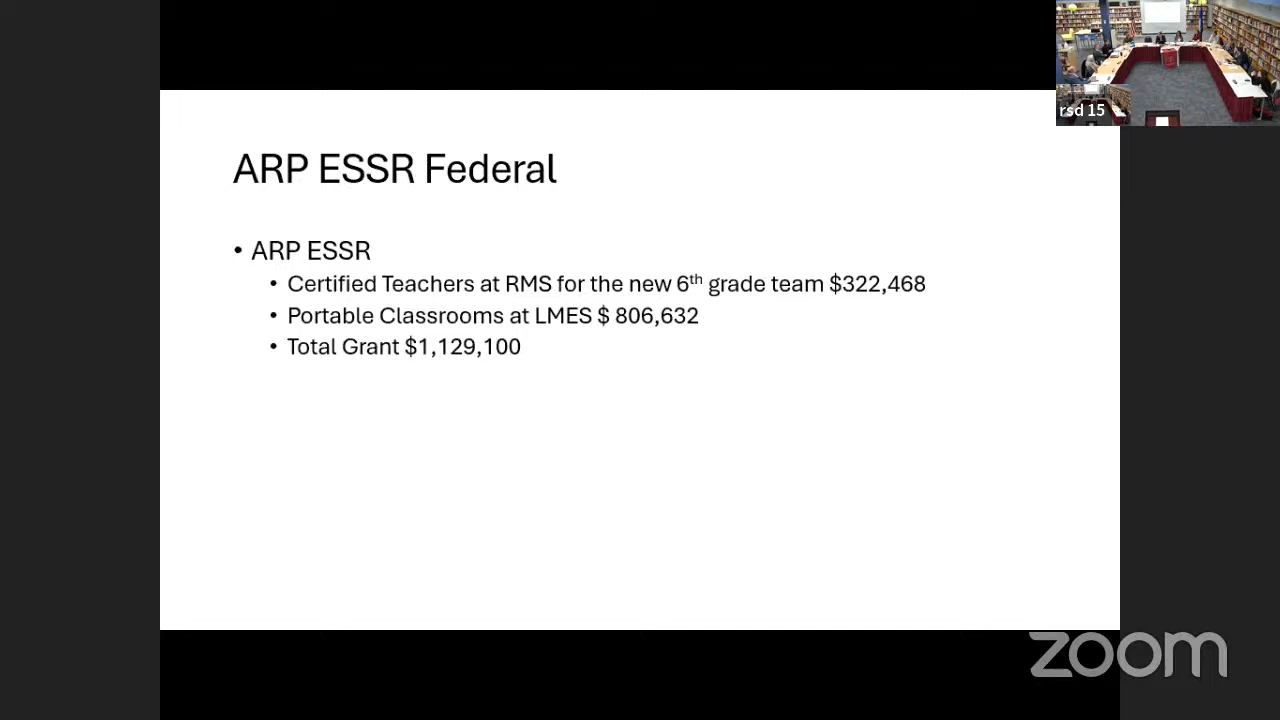 rsd 15
ARP ESSR Federal
• ARP ESSR
• Certified Teachers at RMS for the new 6th grade team $322,468
• Portable Classrooms at LMES $ 806,632
• Total Grant $1,129,100
zoom